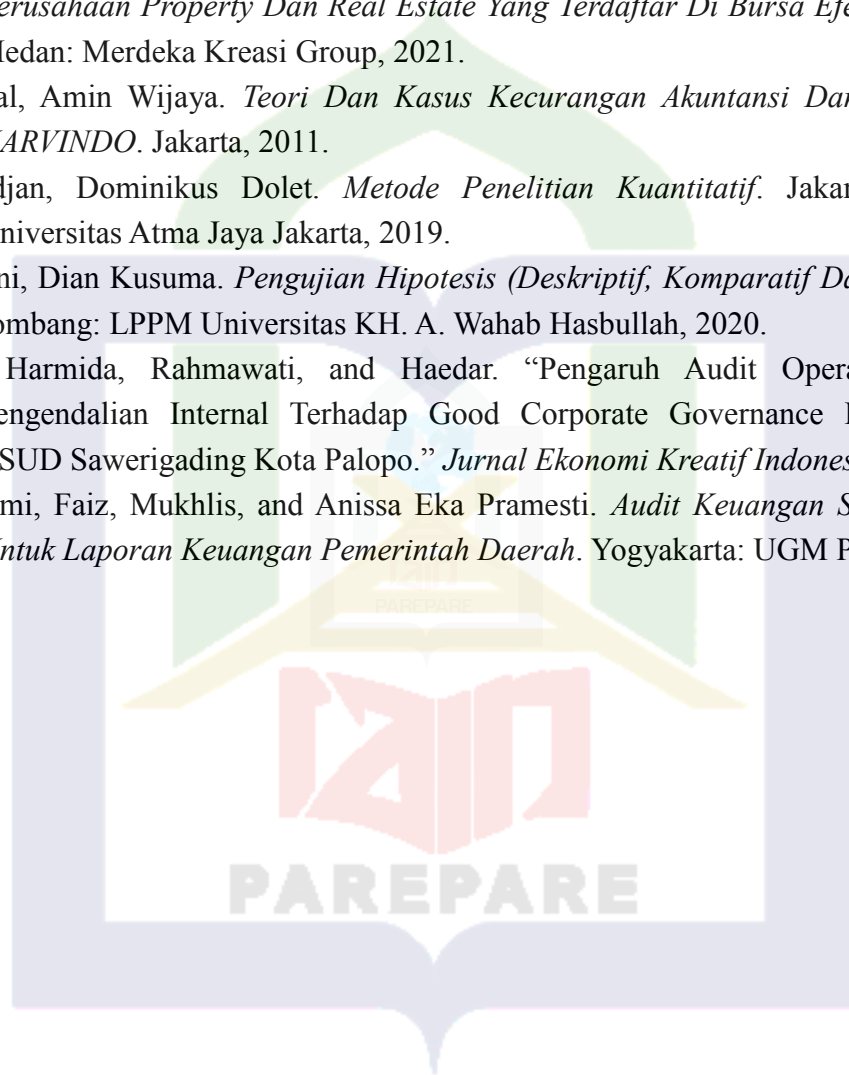 erusahaan Property Dan Real Estate Yang Terdaftar Di Bursa Efe
Medan: Merdeka Kreasi Group, 2021.
al, Amin Wijaya. Teori Dan Kasus Kecurangan Akuntansi Dan
HARVINDO. Jakarta, 2011.
djan, Dominikus Dolet. Metode Penelitian Kuantitatif. Jakar
niversitas Atma Jaya Jakarta, 2019.
ni, Dian Kusuma. Pengujian Hipotesis (Deskriptif, Komparatif Da
ombang: LPPM Universitas KH. A. Wahab Hasbullah, 2020.
Harmida, Rahmawati, and Haedar. “Pengaruh Audit Opera
engendalian Internal Terhadap Good Corporate Governance
SUD Sawerigading Kota Palopo.” Jurnal Ekonomi Kreatif Indones
mi, Faiz, Mukhlis, and Anissa Eka Pramesti. Audit Keuangan S
Untuk Laporan Keuangan Pemerintah Daerah. Yogyakarta: UGM P
PAREPARE
PAREPARE